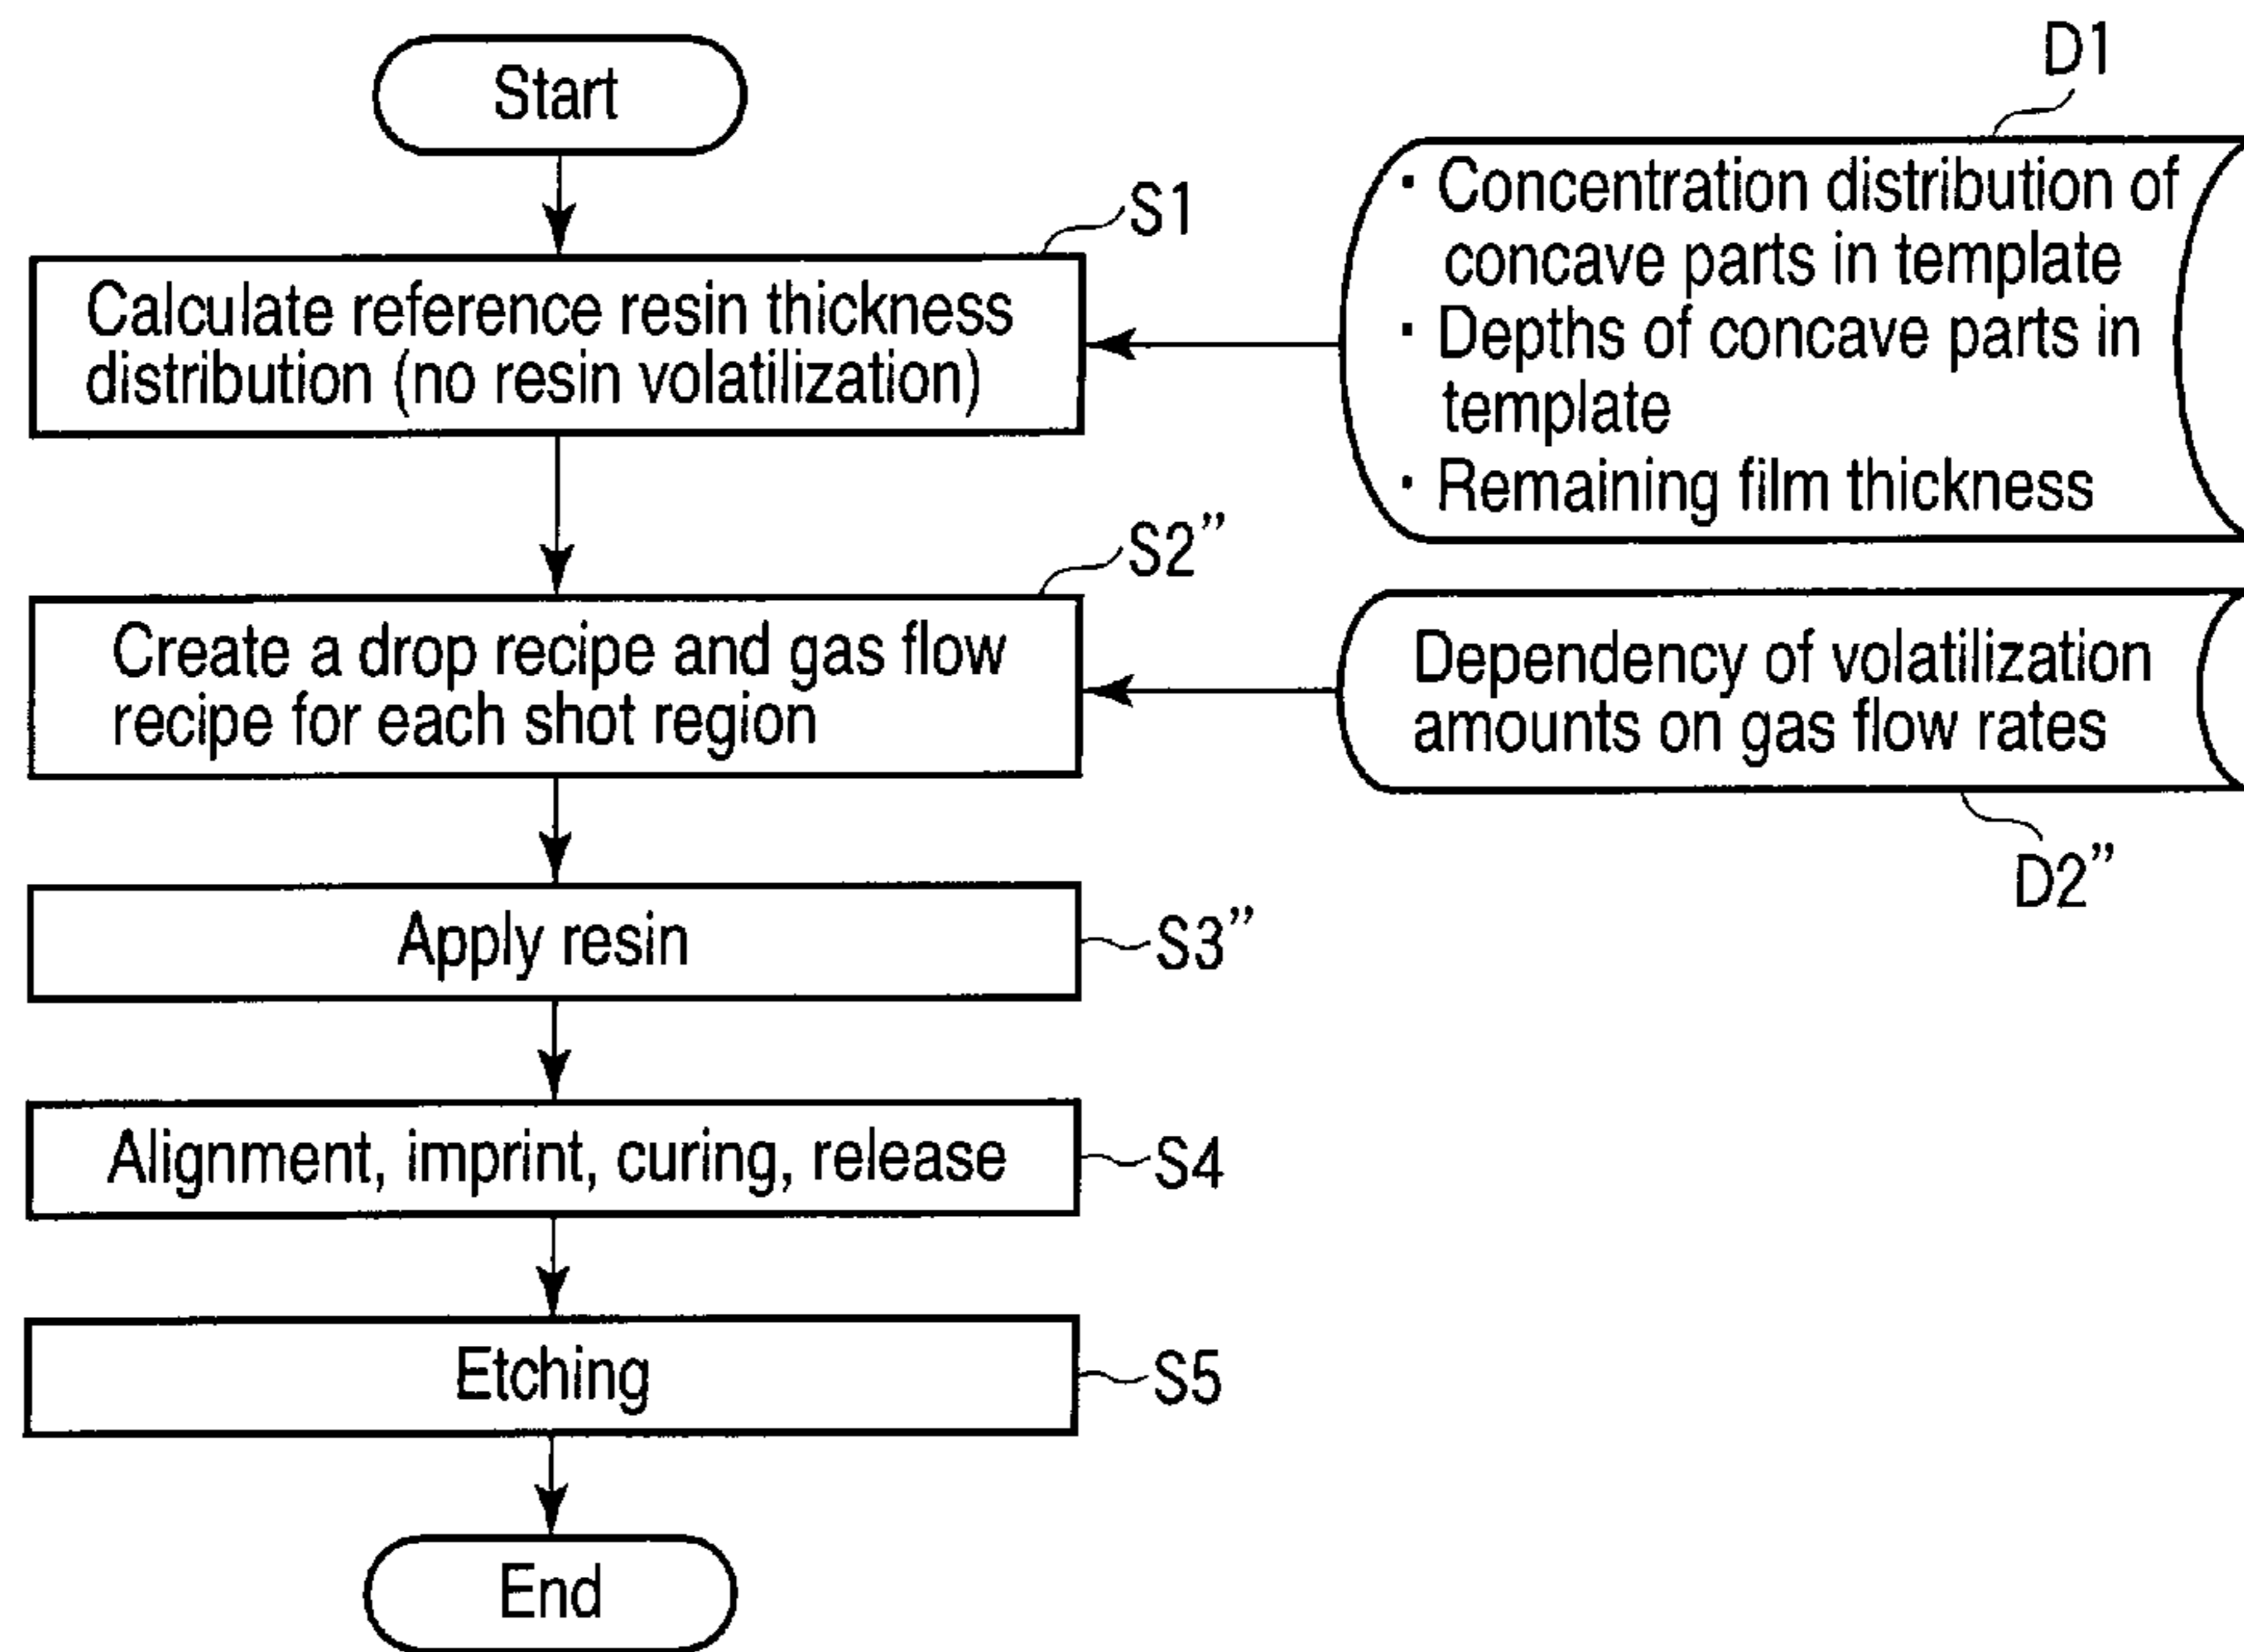 Start
D1
S1
Calculate reference resin thickness
distribution (no resin volatilization)
・ Concentration distribution of
concave parts in template
・ Depths of concave parts in
template
・ Remaining film thickness
S2”
Create a drop recipe and gas flow
recipe for each shot region
Dependency of volatilization
amounts on gas flow rates
D2”
Apply resin
S3”
Alignment, imprint, curing, release
S4
Etching
S5
End